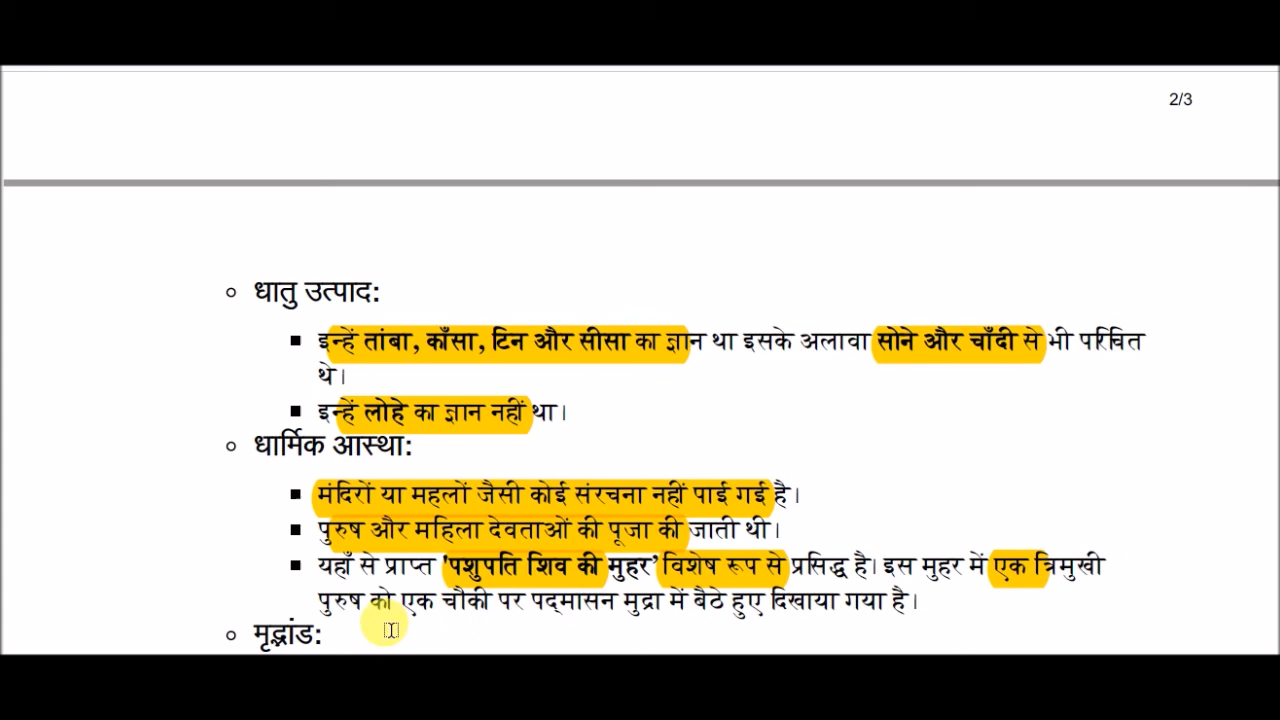 2/3
धातु उत्पाद:
इन्हें तांबा, काँसा, टिन और सीसा का ज्ञान था इसके अलावा सोने और चाँदी से भी परिचित
थे।
इन्हें लोहे का ज्ञान नहीं था।
धार्मिक आस्था:
मंदिरों या महलों जैसी कोई संरचना नहीं पाई गई है।
पुरुष और महिला देवताओं की पूजा की जाती थी।
यहाँ से प्राप्त 'पशुपति शिव की मुहर’ विशेष रूप से प्रसिद्ध है। इस मुहर में एक त्रिमुखी
पुरुष को एक चौकी पर पद्मासन मुद्रा में बैठे हुए दिखाया गया है।
मृद्भांड: